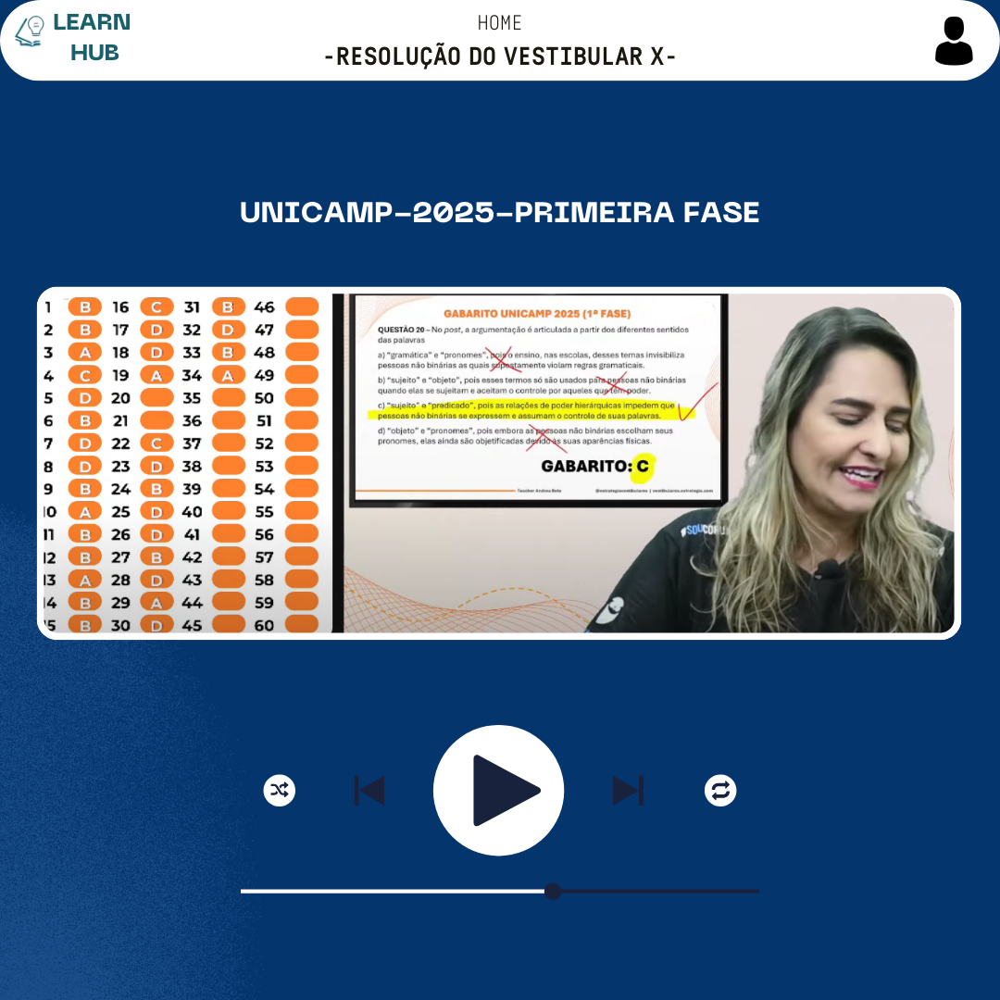 LEARN
HUB
HOME
-RESOLUÇÃO DO VESTIBULAR X-
UNICAMP-2025-PRIMEIRA FASE
1 B 16 C 31 B 46
2 B 17 D 32 D 47
3 A 18 D 33 B 48
4 C 19 A 34 A 49
5 D 20 35 50
6 B 21 36 51
7 D 22 C 37 52
8 D 23 D 38 53
9 B 24 B 39 54
10 A 25 D 40 55
11 B 26 D 41 56
12 B 27 B 42 57
13 A 28 D 43 58
14 B 29 A 44 59
15 B 30 D 45 60
GABARITO UNICAMP 2025 (1ª FASE)
QUESTÃO 20 – No post, a argumentação é articulada a partir dos diferentes sentidos
das palavras
a) "gramática" e "pronomes", pois o ensino, nas escolas, desses temas invisibiliza
pessoas não binárias as quais supostamente violam regras gramaticais.
b) "sujeito" e "objeto", pois esses termos só são usados para pessoas não binárias
quando elas se sujeitam e aceitam o controle por aqueles que têm poder.
c) "sujeito" e "predicado", pois as relações de poder hierárquicas impedem que
pessoas não binárias se expressem e assumam o controle de suas palavras.
d) "objeto" e "pronomes", pois embora as pessoas não binárias escolham seus
pronomes, elas ainda são objetificadas devido às suas aparências físicas.
GABARITO: C
@estrategiavestibulares | vestibulares.estrategia.com
#SOUCORUJ